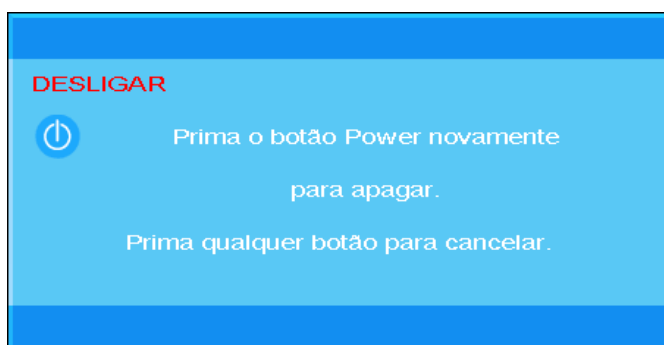 DESLIGAR
Prima o botão Power novamente
para apagar.
Prima qualquer botão para cancelar.